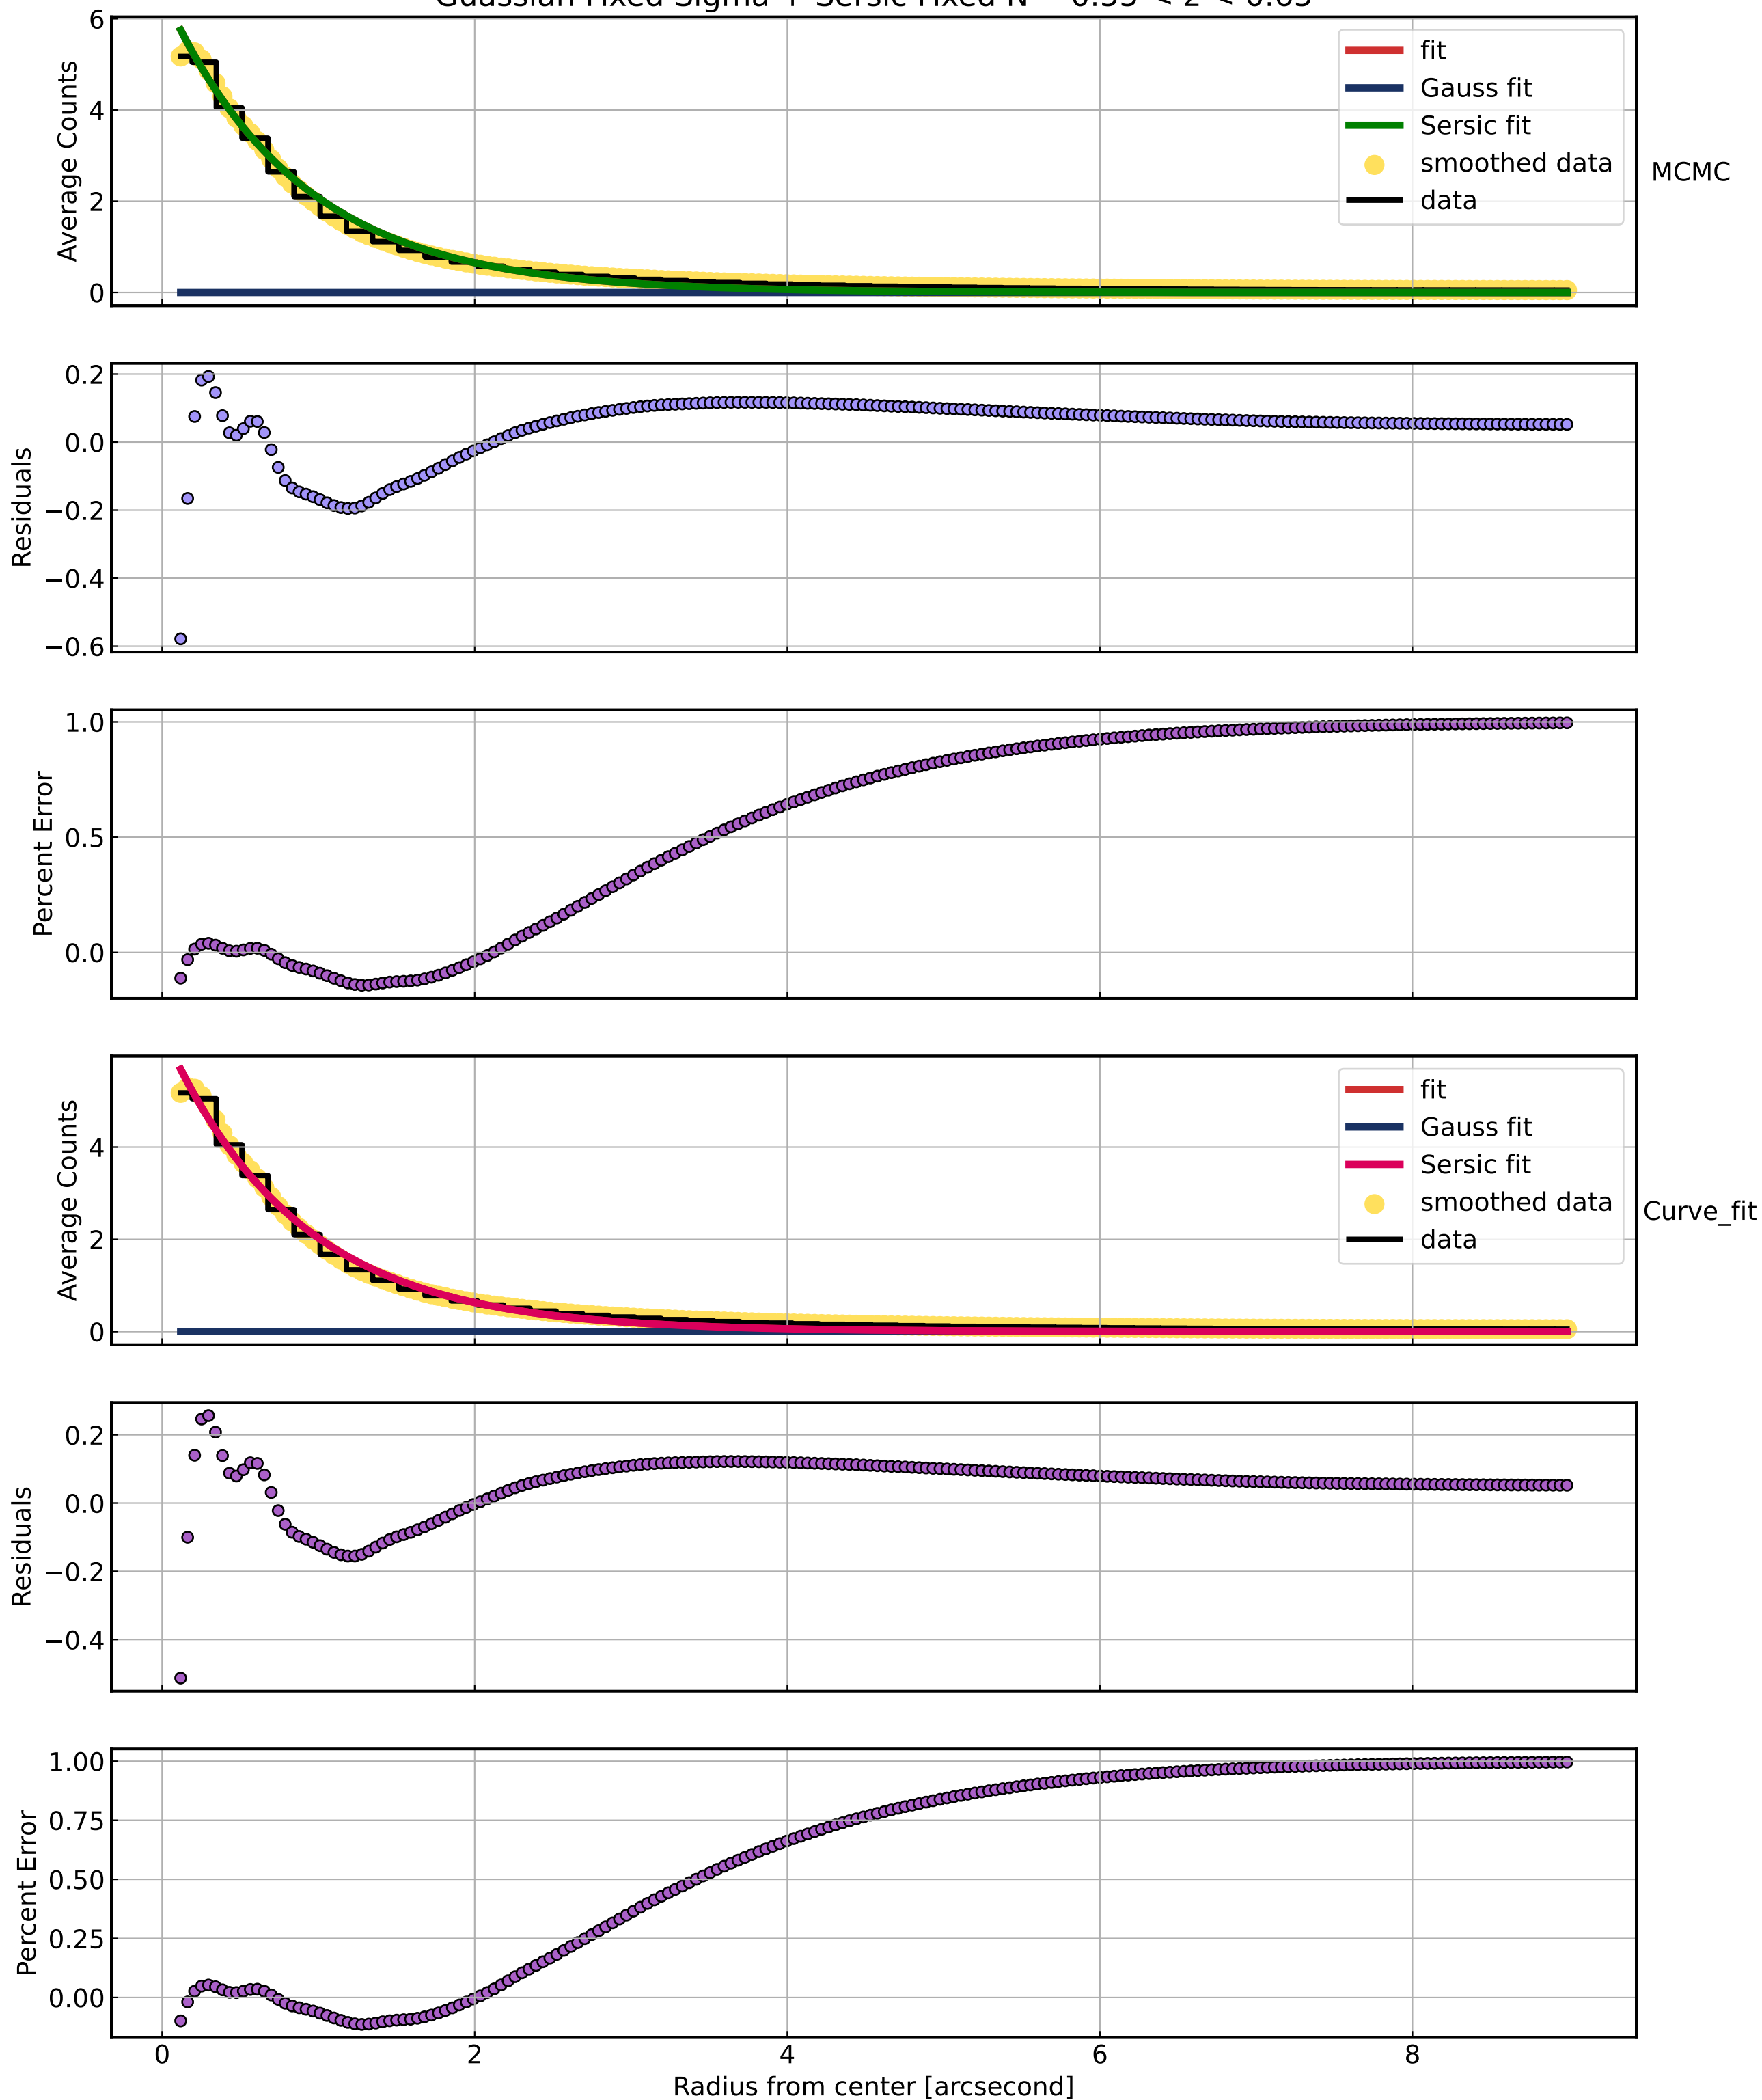 6
4
2
0
Average Counts
fit
Gauss fit
Sersic fit
smoothed data
data
MCMC
0.2
0.0
−0.2
−0.4
−0.6
Residuals
1.0
0.5
0.0
Percent Error
4
2
0
Average Counts
fit
Gauss fit
Sersic fit
smoothed data
data
Curve_fit
0.2
0.0
−0.2
−0.4
Residuals
1.00
0.75
0.50
0.25
0.00
Percent Error
0 2 4 6 8
Radius from center [arcsecond]